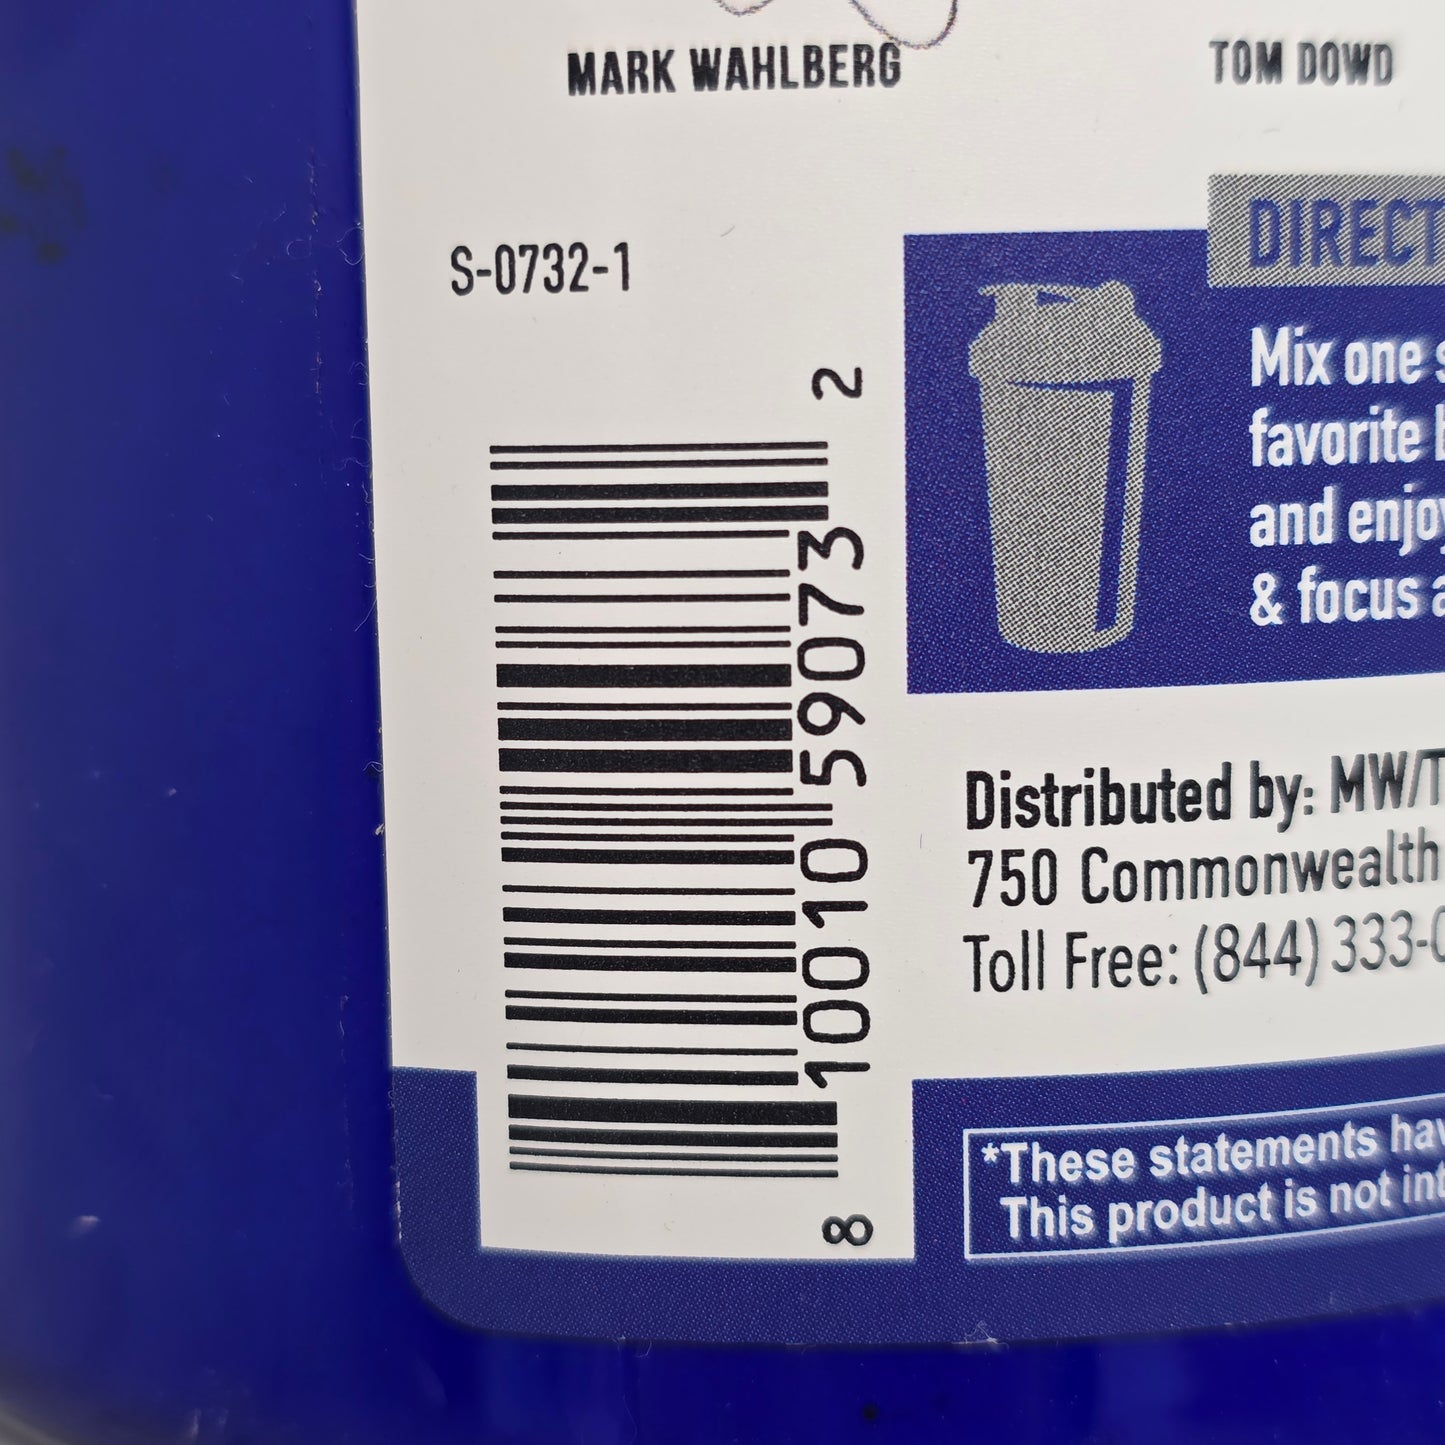 MARK WAHLBERG
TOM DOWD
S-0732-1
DIRECT
Mix one
favorite
and enjoy
& focus
8 10010 59073 2
Distributed by: MW/T
750 Commonwealth
Toll Free: (844) 333-
*These statements hav
This product is not int